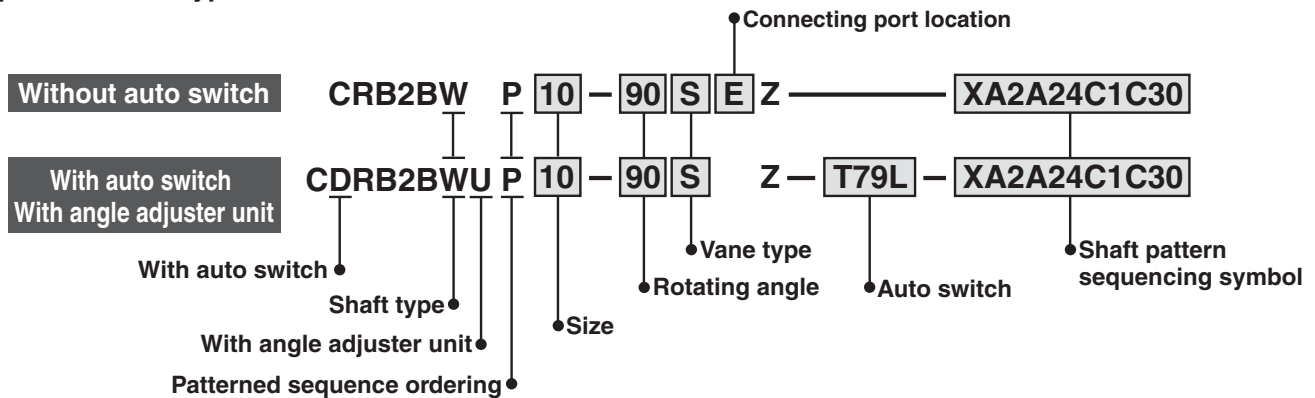 Connecting port location
Without auto switch CRB2BW P 10 – 90 S E Z — XA2A24C1C30
With auto switch
With angle adjuster unit
CDRB2BWU P 10 – 90 S Z – T79L – XA2A24C1C30
With auto switch
Shaft type
With angle adjuster unit
Patterned sequence ordering
Size
Rotating angle
Vane type
Auto switch
Shaft pattern
sequencing symbol